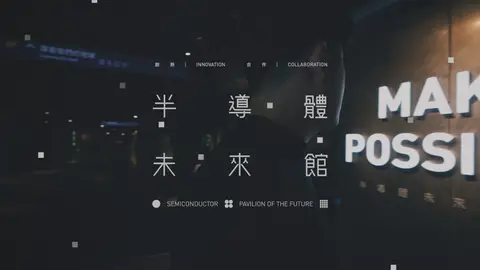 創新 | INNOVATION 合作 | COLLABORATION
半導體
未來館
SEMICONDUCTOR PAVILION OF THE FUTURE
MAK
POSSI